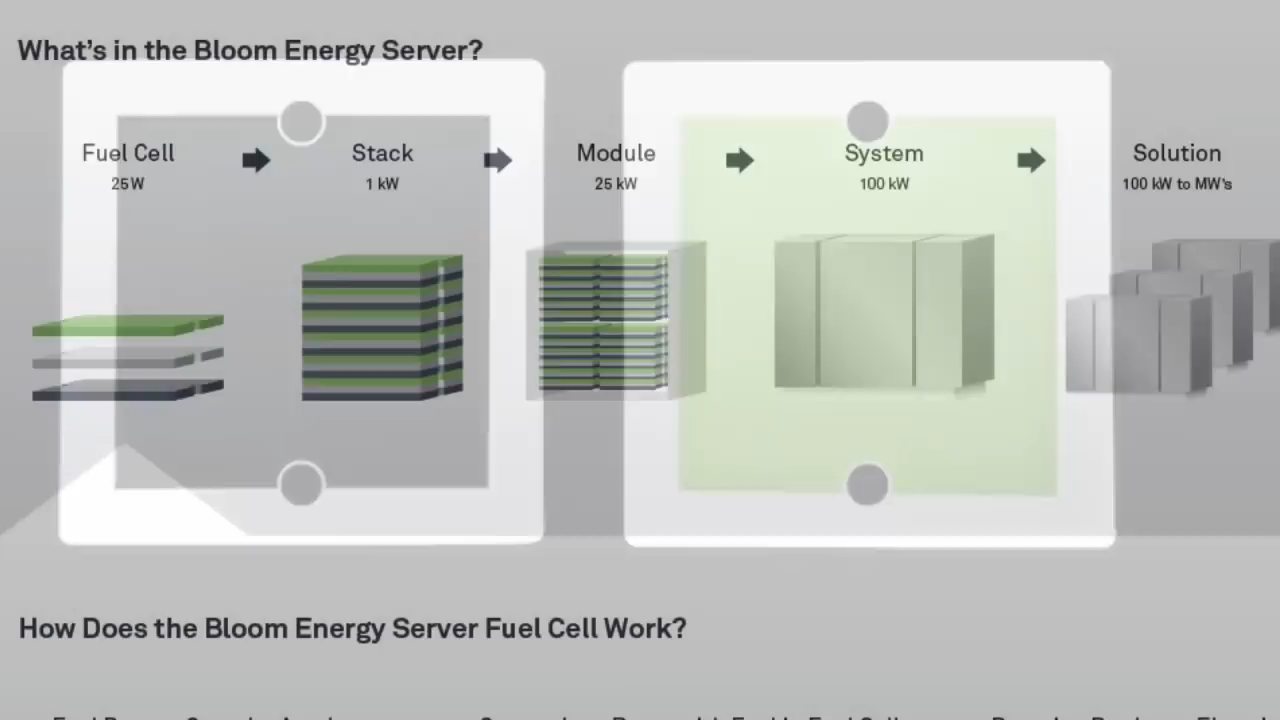 What's in the Bloom Energy Server?
Fuel Cell
25W
Stack
1 kW
Module
25 kW
System
100 kW
Solution
100 kW to MW's
How Does the Bloom Energy Server Fuel Cell Work?